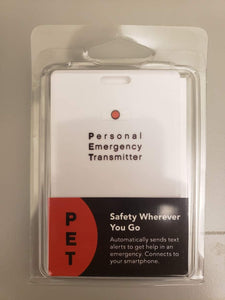 Personal
Emergency
Transmitter
PET
Safety Wherever
You Go
Automatically sends text
alerts to get help in an
emergency. Connects to
your smartphone.